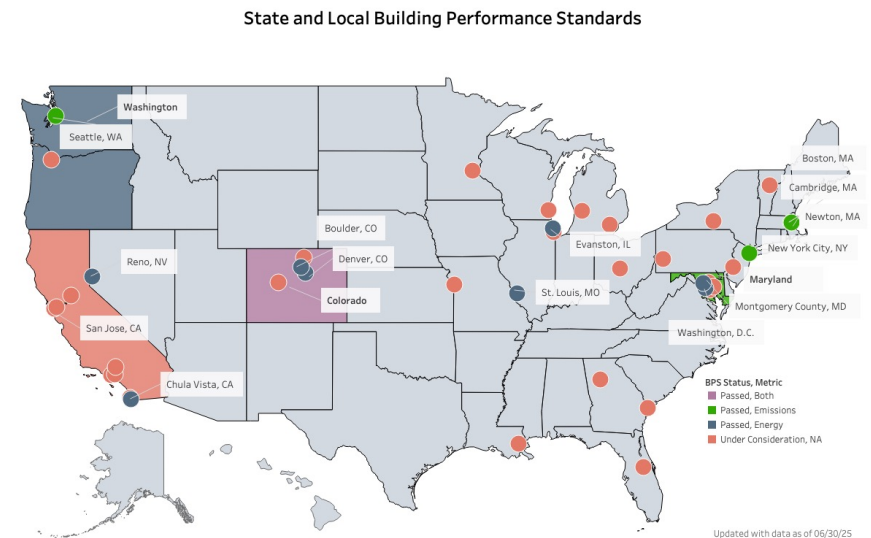 State and Local Building Performance Standards
Washington
Seattle, WA
Boston, MA
Cambridge, MA
Newton, MA
Boulder, CO
Evanston, IL
New York City, NY
Reno, NV
Denver, CO
Maryland
Colorado
St. Louis, MO
Montgomery County, MD
San Jose, CA
Washington, D.C.
Chula Vista, CA
BPS Status, Metric
Passed, Both
Passed, Emissions
Passed, Energy
Under Consideration, NA
Updated with data as of 06/30/25